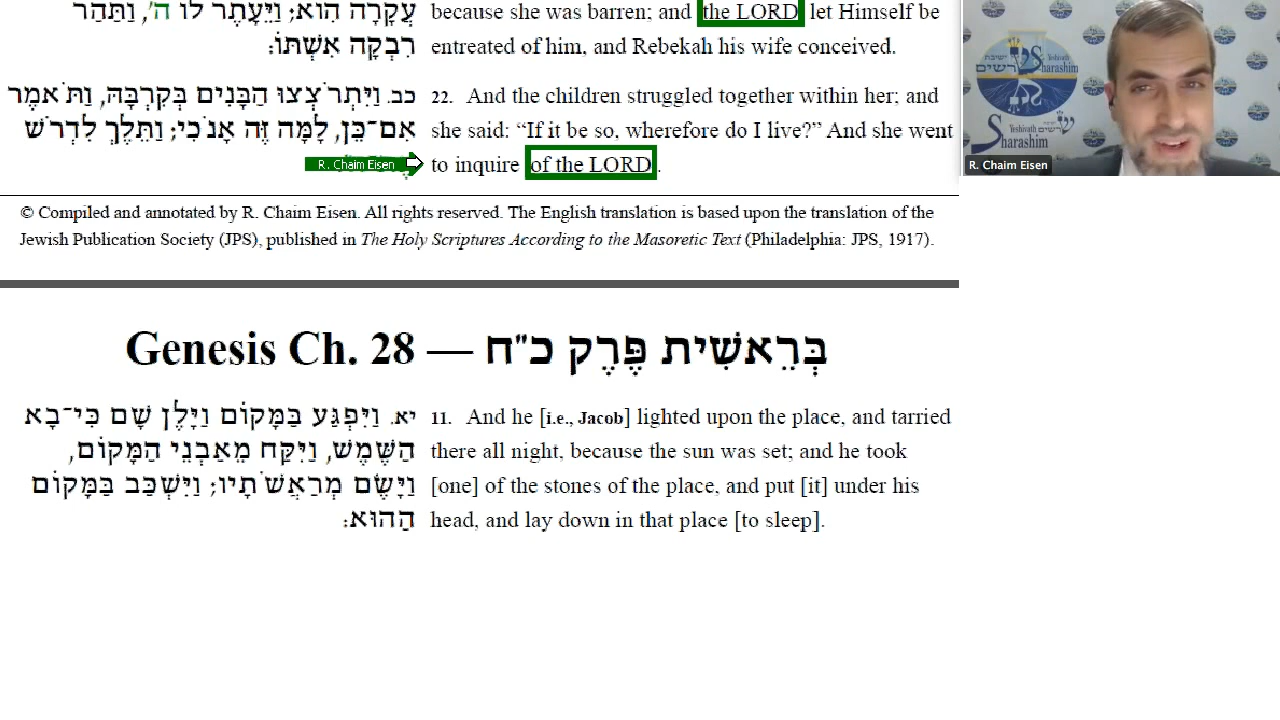 עֲקָרָה הִוא; וַיֵּעָתֶר לוֹ ה', וַתַּהַר
רִבְקָה אִשְׁתּוֹ:
because she was barren; and the LORD let Himself be
entreated of him, and Rebekah his wife conceived.
כב. וַיִּתְרֹצְצוּ הַבָּנִים בְּקִרְבָּהּ, וַתֹּאמֶר
אִם־כֵּן, לָמָּה זֶּה אָנֹכִי; וַתֵּלֶךְ לִדְרֹשׁ
22. And the children struggled together within her; and
she said: “If it be so, wherefore do I live?” And she went
to inquire of the LORD.
R. Chaim Eisen
© Compiled and annotated by R. Chaim Eisen. All rights reserved. The English translation is based upon the translation of the
Jewish Publication Society (JPS), published in The Holy Scriptures According to the Masoretic Text (Philadelphia: JPS, 1917).
Genesis Ch. 28 — בְּרֵאשִׁית פֶּרֶק כ"ח
יא. וַיִּפְגַּע בַּמָּקוֹם וַיָּלֶן שָׁם כִּי־בָא
הַשֶּׁמֶשׁ, וַיִּקַּח מֵאַבְנֵי הַמָּקוֹם,
וַיָּשֶׂם מְרַאֲשֹׁתָיו; וַיִּשְׁכַּב בַּמָּקוֹם
הַהוּא:
11. And he [i.e., Jacob] lighted upon the place, and tarried
there all night, because the sun was set; and he took
[one] of the stones of the place, and put [it] under his
head, and lay down in that place [to sleep].
ישיבת
שרשים
Yeshivath
Sharashim
Yeshivath שרשים
Sharashim
R. Chaim Eisen